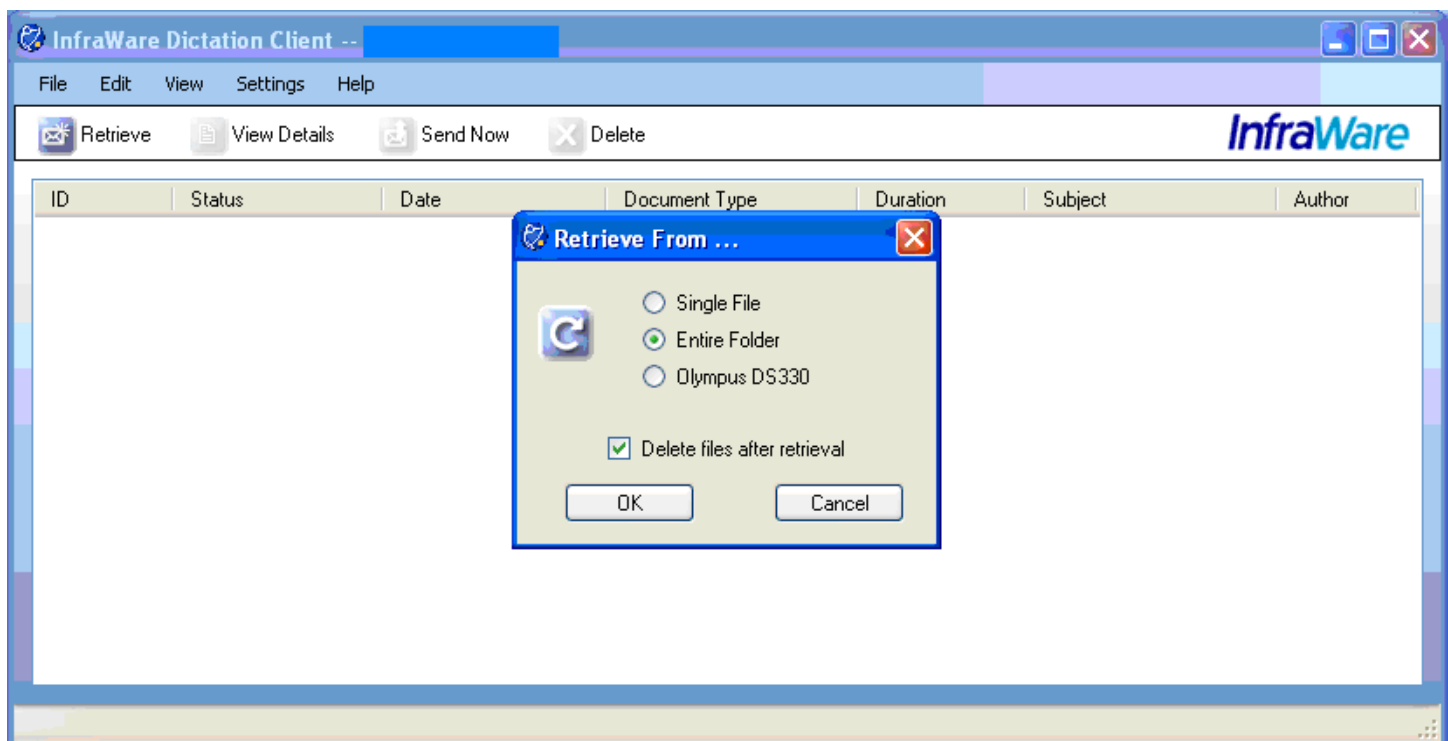 InfraWare Dictation Client --
File Edit View Settings Help
Retrieve View Details Send Now Delete InfraWare
ID Status Date Document Type Duration Subject Author
Retrieve From ...
Single File
Entire Folder
Olympus DS330
Delete files after retrieval
OK Cancel